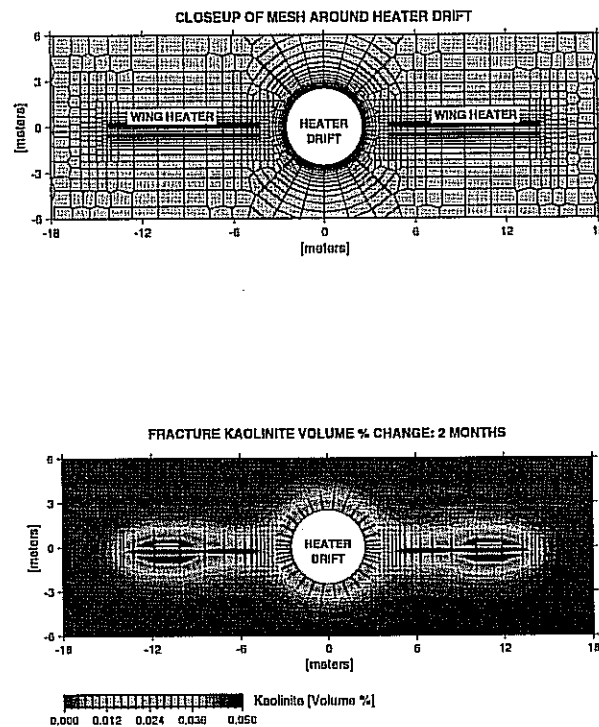 CLOSEUP OF MESH AROUND HEATER DRIFT
6
3
0
-3
-6
[meters]
WING HEATER
HEATER
DRIFT
WING HEATER
-18 -12 -6 0 6 12 18
[meters]
FRACTURE KAOLINITE VOLUME % CHANGE: 2 MONTHS
6
3
0
-3
-6
[meters]
HEATER
DRIFT
-18 -12 -6 0 6 12 18
[meters]
Kaolinite [Volume %]
0.000 0.012 0.024 0.036 0.050